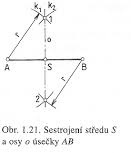 k₁ k₂
1
r
o
A S B
r
2
Obr. 1.21. Sestrojení středu S
a osy o úsečky AB